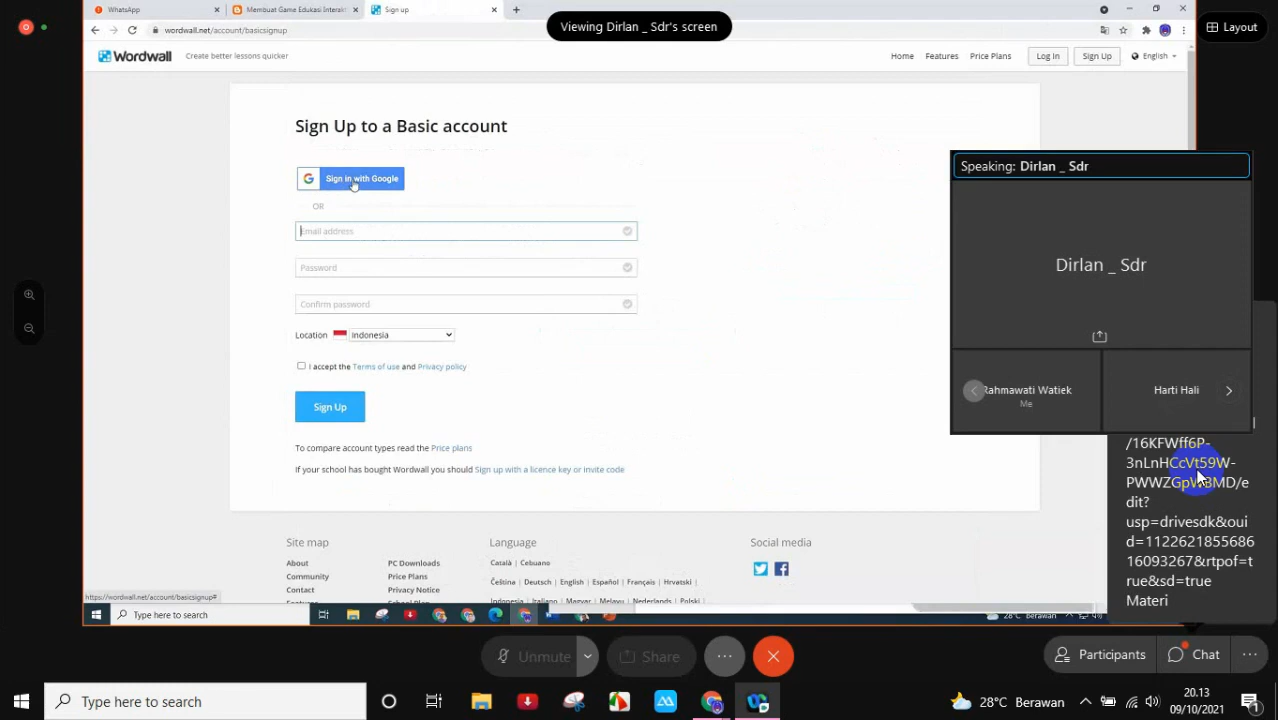 WhatsApp
Membuat Game Edukasi Interak
Sign up
Viewing Dirlan _ Sdr's screen
Layout
wordwall.net/account/basicsignup
Wordwall
Create better lessons quicker
Home
Features
Price Plans
Log In
Sign Up
English
Sign Up to a Basic account
Sign in with Google
OR
Email address
Password
Confirm password
Location
Indonesia
I accept the Terms of use and Privacy policy
Sign Up
To compare account types read the Price plans
If your school has bought Wordwall you should Sign up with a licence key or invite code
Speaking: Dirlan _ Sdr
Dirlan _ Sdr
Rahmawati Watiek
Me
Harti Hali
/16KFWff6P-
3nLnHCcVt59W-
PWWZGpWBMD/e
dit?
usp=drivesdk&oui
d=1122621855686
16093267&rtpof=t
rue&sd=true
Materi
Site map
About
Community
Contact
PC Downloads
Price Plans
Privacy Notice
Language
Català | Cebuano
Čeština | Deutsch | English | Español | Français | Hrvatski |
Indonesia | Italiano | Magyar | Melayu | Nederlands | Polski |
Social media
https://wordwall.net/account/basicsignup#
Type here to search
28°C Berawan
Unmute
Share
Participants
Chat
Type here to search
28°C Berawan
20.13
09/10/2021
1